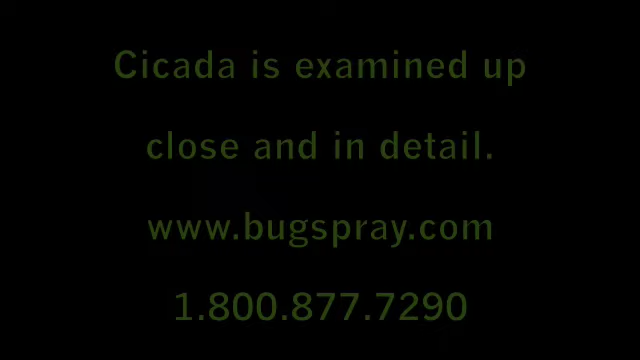 Cicada is examined up
close and in detail.
www.bugspray.com
1.800.877.7290